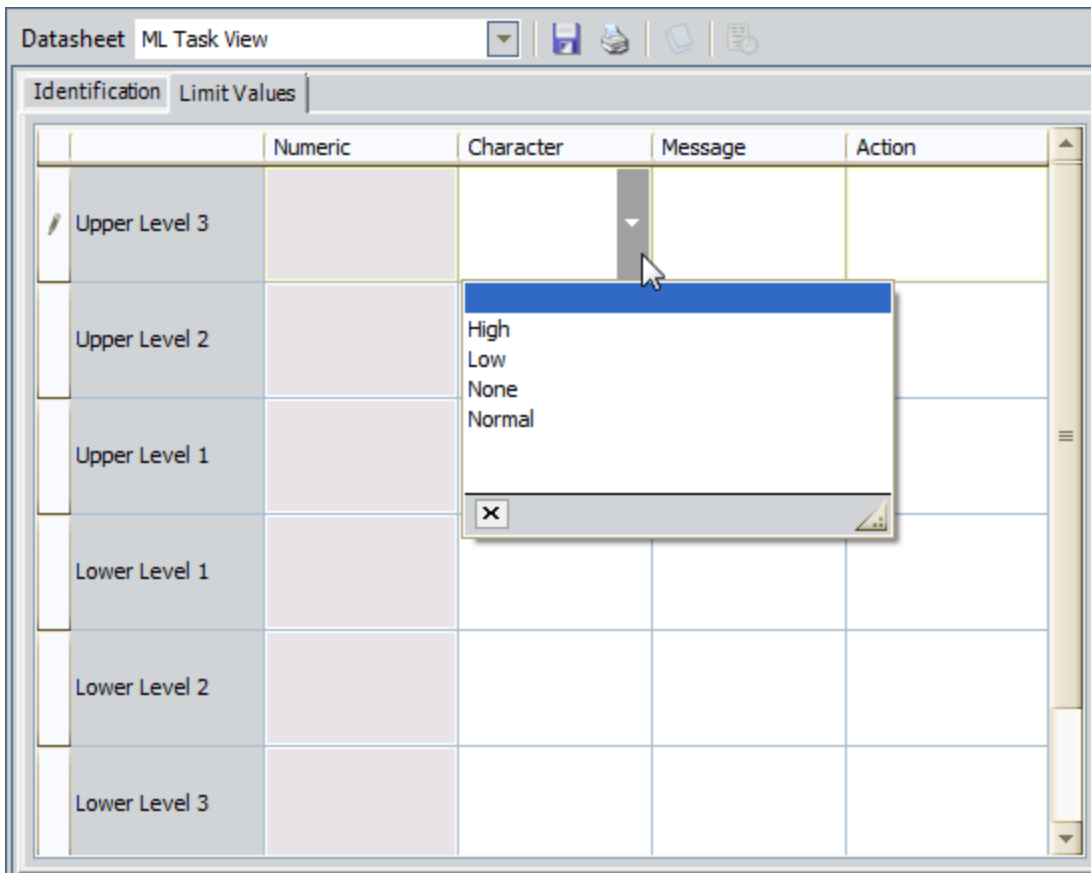 Datasheet ML Task View
Identification Limit Values
Numeric Character Message Action
Upper Level 3
Upper Level 2
High
Low
None
Normal
Upper Level 1
Lower Level 1
Lower Level 2
Lower Level 3